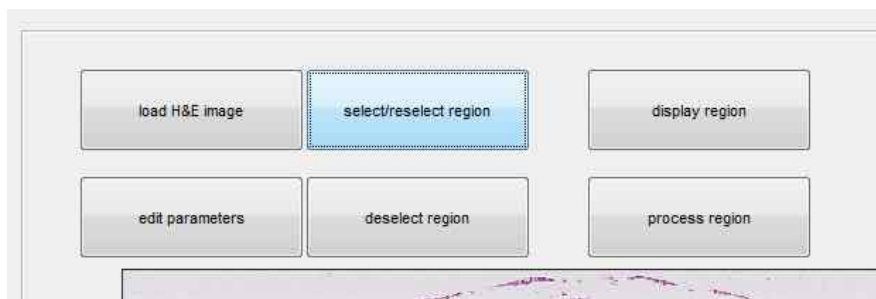 load H&E image
select/reselect region
display region
edit parameters
deselect region
process region